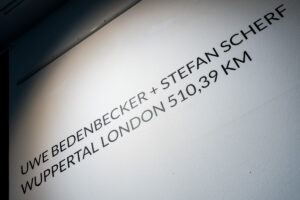 UWE BEDENBECKER + STEFAN SCHERF
WUPPERTAL LONDON 510,39 KM